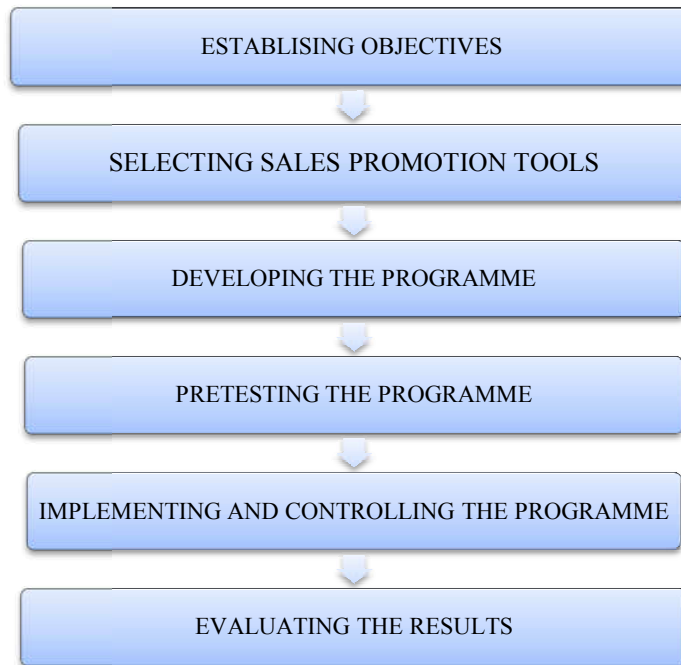 ESTABLISING OBJECTIVES
SELECTING SALES PROMOTION TOOLS
DEVELOPING THE PROGRAMME
PRETESTING THE PROGRAMME
IMPLEMENTING AND CONTROLLING THE PROGRAMME
EVALUATING THE RESULTS